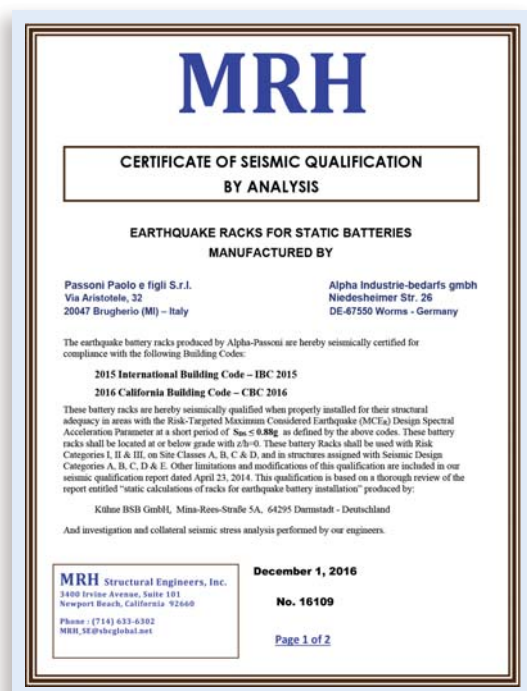 MRH
CERTIFICATE OF SEISMIC QUALIFICATION
BY ANALYSIS
EARTHQUAKE RACKS FOR STATIC BATTERIES
MANUFACTURED BY
Passoni Paolo e figli S.r.l.
Via Aristotele, 32
20047 Brugherio (MI) – Italy
Alpha Industrie-bedarfs gmbh
Niedesheimer Str. 26
DE-67550 Worms - Germany
The earthquake battery racks produced by Alpha-Passoni are hereby seismically certified for
compliance with the following Building Codes:
2015 International Building Code – IBC 2015
2016 California Building Code – CBC 2016
These battery racks are hereby seismically qualified when properly installed for their structural
adequacy in areas with the Risk-Targeted Maximum Considered Earthquake (MCER) Design Spectral
Acceleration Parameter at a short period of SDS ≤ 0.88g as defined by the above codes. These battery
racks shall be located at or below grade with z/h=0. These battery Racks shall be used with Risk
Categories I, II & III, on Site Classes A, B, C & D, and in structures assigned with Seismic Design
Categories A, B, C, D & E. Other limitations and modifications of this qualification are included in our
seismic qualification report dated April 23, 2014. This qualification is based on a thorough review of the
report entitled “static calculations of racks for earthquake battery installation” produced by:
Kühne BSB GmbH, Mina-Rees-Straße 5A, 64295 Darmstadt - Deutschland
And investigation and collateral seismic stress analysis performed by our engineers.
MRH Structural Engineers, Inc.
3400 Irvine Avenue, Suite 101
Newport Beach, California 92660
Phone : (714) 633-6302
MRH_SE@sbcglobal.net
December 1, 2016
No. 16109
Page 1 of 2